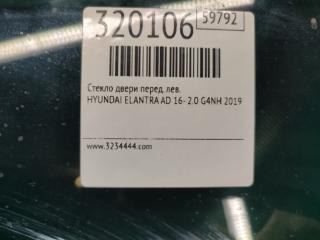 320106
59792
Стекло двери перед. лев.
HYUNDAI ELANTRA AD 16- 2.0 G4NH 2019
www.3234444.com